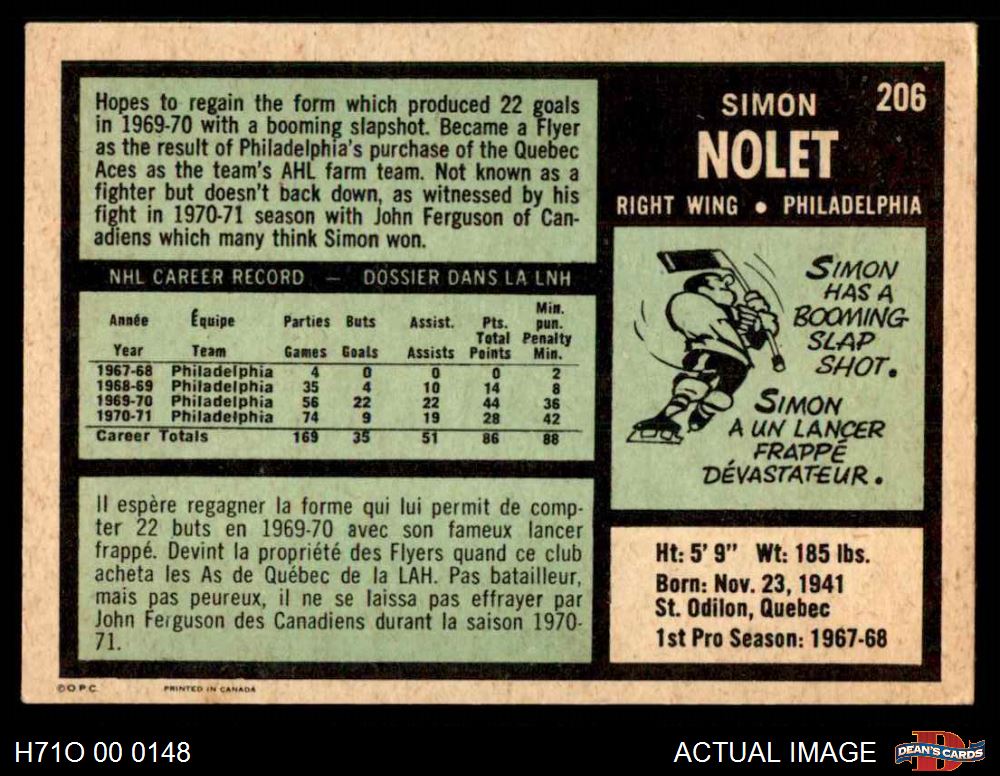 Hopes to regain the form which produced 22 goals
in 1969-70 with a booming slapshot. Became a Flyer
as the result of Philadelphia's purchase of the Quebec
Aces as the team's AHL farm team. Not known as a
fighter but doesn't back down, as witnessed by his
fight in 1970-71 season with John Ferguson of Can-
adiens which many think Simon won.
NHL CAREER RECORD — DOSSIER DANS LA LNH
Année Équipe Parties Buts Assist. Pts. Min. pun.
Year Team Games Goals Assists Total Points Penalty Min.
1967-68 Philadelphia 4 0 0 0 2
1968-69 Philadelphia 35 4 10 14 8
1969-70 Philadelphia 56 22 22 44 36
1970-71 Philadelphia 74 9 19 28 42
Career Totals 169 35 51 86 88
Il espère regagner la forme qui lui permit de comp-
ter 22 buts en 1969-70 avec son fameux lancer
frappé. Devint la propriété des Flyers quand ce club
acheta les As de Québec de la LAH. Pas batailleur,
mais pas peureux, il ne se laissa pas effrayer par
John Ferguson des Canadiens durant la saison 1970-
71.
206
SIMON
NOLET
RIGHT WING • PHILADELPHIA
SIMON
HAS A
BOOMING
SLAP
SHOT.
SIMON
A UN LANCER
FRAPPÉ
DÉVASTATEUR.
Ht: 5' 9" Wt: 185 lbs.
Born: Nov. 23, 1941
St. Odilon, Quebec
1st Pro Season: 1967-68
© O.P.C. PRINTED IN CANADA
H71O 00 0148 ACTUAL IMAGE DEAN'S CARDS